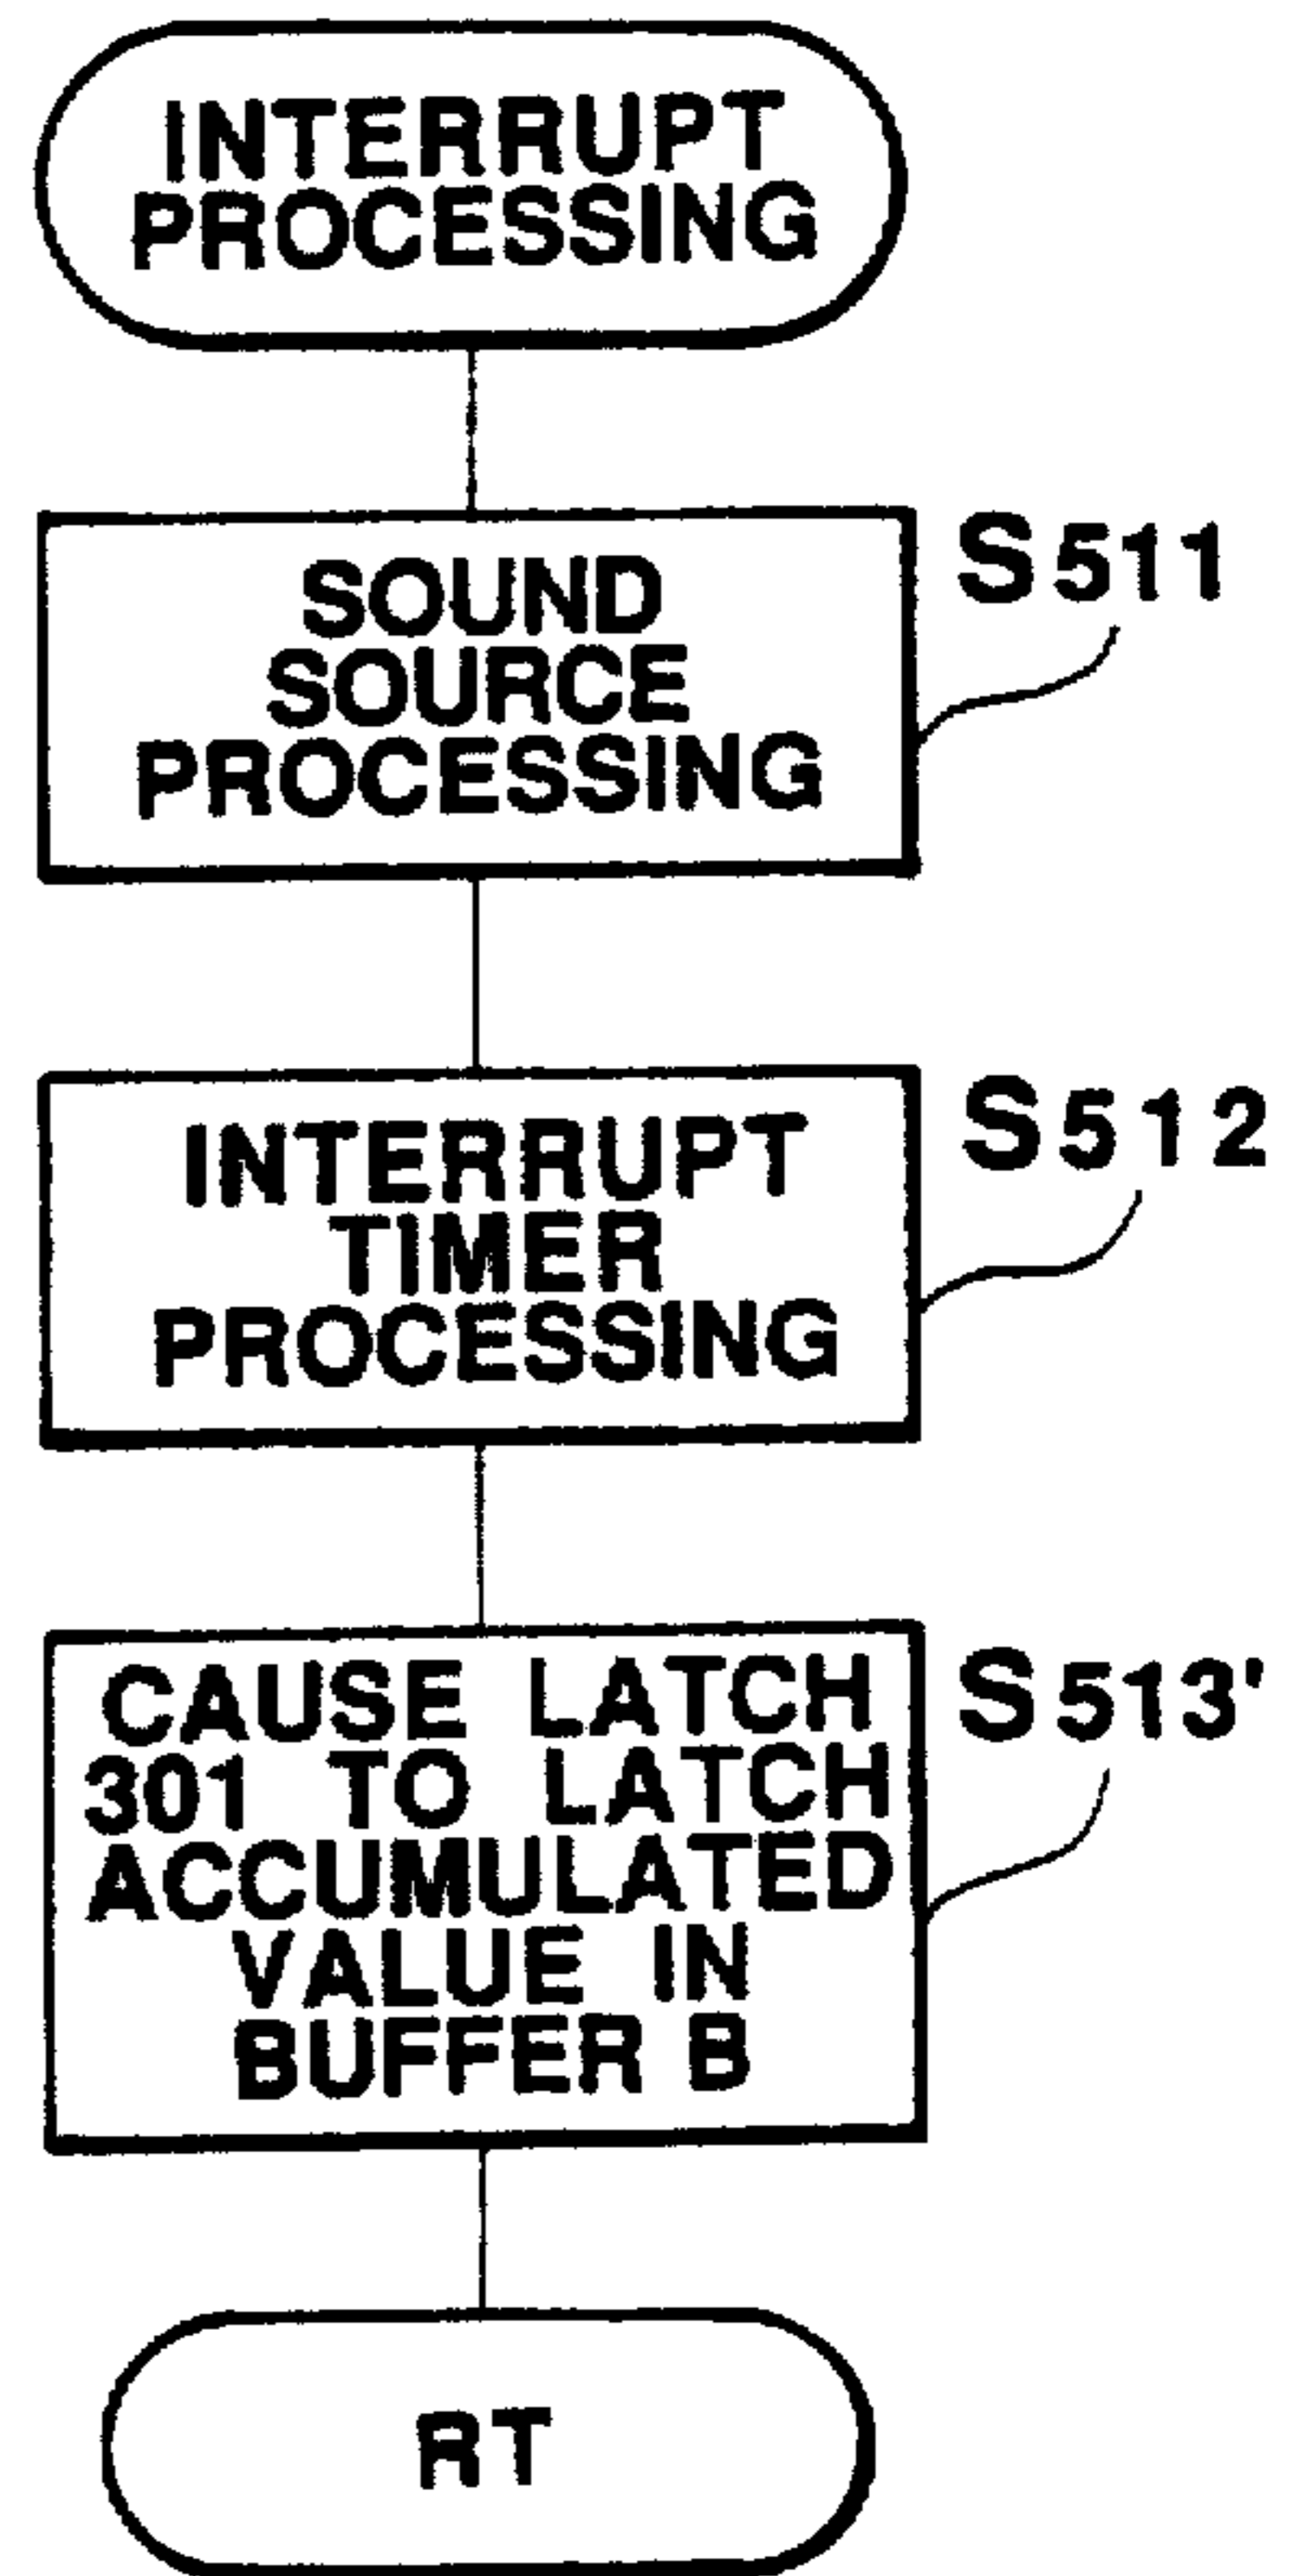 INTERRUPT
PROCESSING
SOUND
SOURCE
PROCESSING
S511
INTERRUPT
TIMER
PROCESSING
S512
CAUSE LATCH
301 TO LATCH
ACCUMULATED
VALUE IN
BUFFER B
S513'
RT